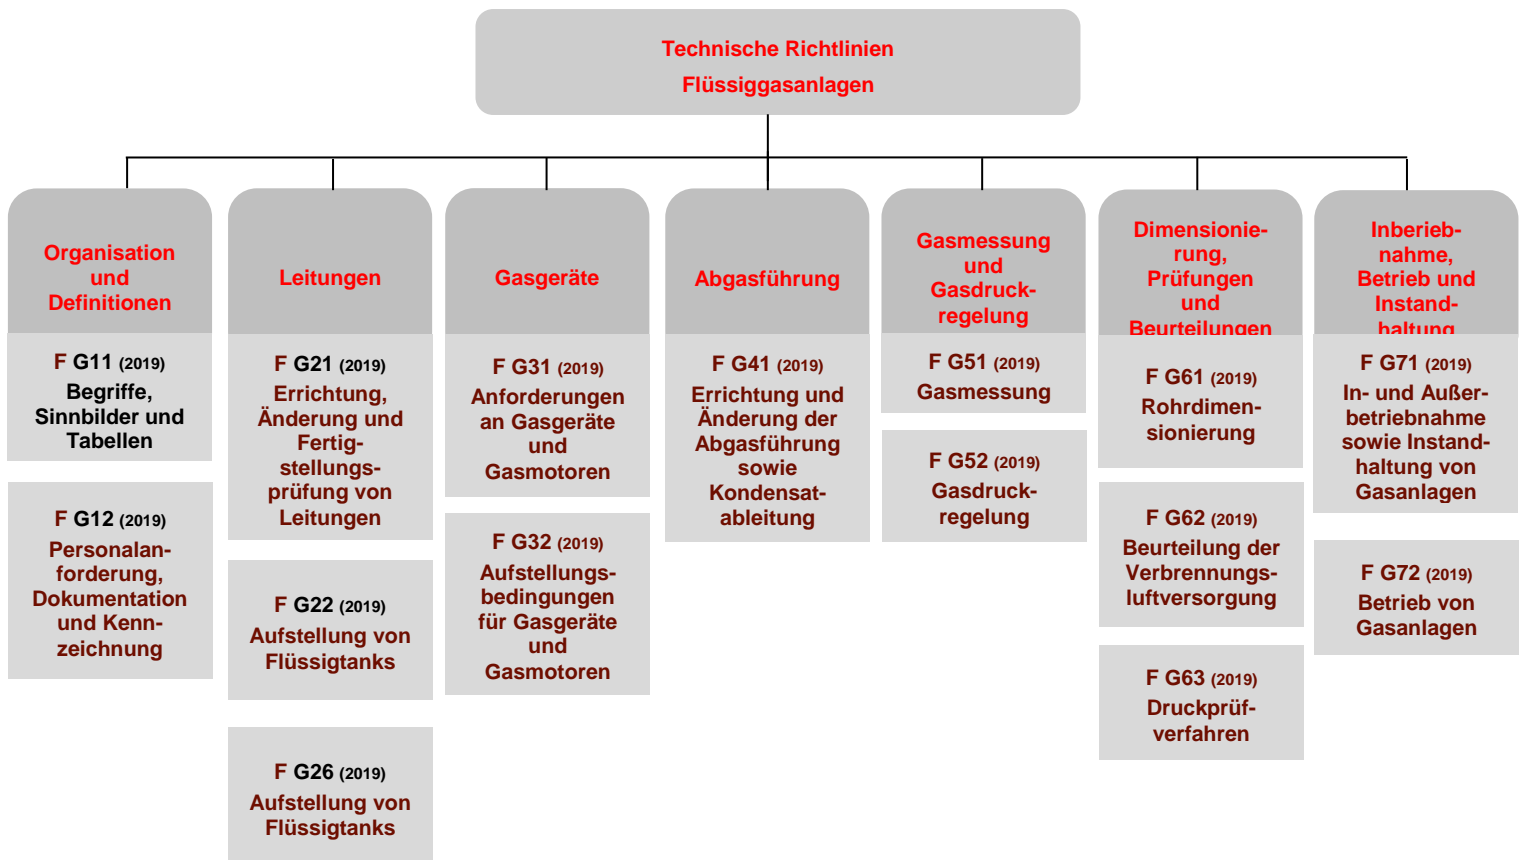 Technische Richtlinien
Flüssiggasanlagen
Organisation
und
Definitionen
F G11 (2019)
Begriffe,
Sinnbilder und
Tabellen
F G12 (2019)
Personalan-
forderung,
Dokumentation
und Kenn-
zeichnung
Leitungen
F G21 (2019)
Errichtung,
Änderung und
Fertig-
stellungs-
prüfung von
Leitungen
F G22 (2019)
Aufstellung von
Flüssigtanks
F G26 (2019)
Aufstellung von
Flüssigtanks
Gasgeräte
F G31 (2019)
Anforderungen
an Gasgeräte
und
Gasmotoren
F G32 (2019)
Aufstellungs-
bedingungen
für Gasgeräte
und
Gasmotoren
Abgasführung
F G41 (2019)
Errichtung und
Änderung der
Abgasführung
sowie
Kondensat-
ableitung
Gasmessung
und
Gasdruck-
regelung
F G51 (2019)
Gasmessung
F G52 (2019)
Gasdruck-
regelung
Dimensionie-
rung,
Prüfungen
und
Beurteilungen
F G61 (2019)
Rohrdimen-
sionierung
F G62 (2019)
Beurteilung der
Verbrennungs-
luftversorgung
F G63 (2019)
Druckprüf-
verfahren
Inberieb-
nahme,
Betrieb und
Instand-
haltung
F G71 (2019)
In- und Außer-
betriebnahme
sowie Instand-
haltung von
Gasanlagen
F G72 (2019)
Betrieb von
Gasanlagen